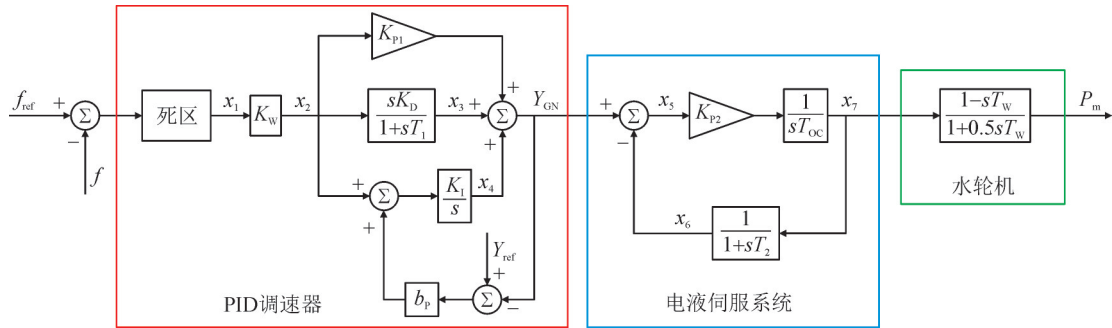 K_P1
f_ref + Σ − f
死区
x_1
K_W
x_2
sK_D
1+sT_1
x_3
+ + + Σ
Y_GN
+ + Σ
K_I
s
x_4
Y_ref
b_P
+ − Σ
PID调速器
+ − Σ
x_5
K_P2
1
sT_OC
x_7
x_6
1
1+sT_2
电液伺服系统
1−sT_W
1+0.5sT_W
P_m
水轮机